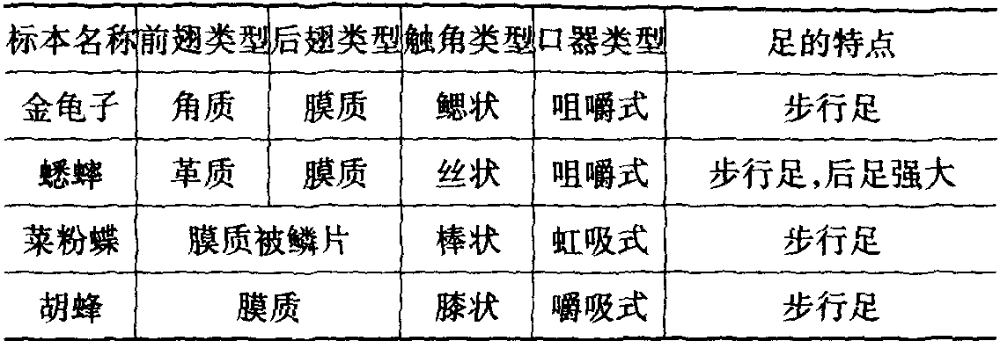 标本名称 前翅类型 后翅类型 触角类型 口器类型 足的特点
金龟子 角质 膜质 鳃状 咀嚼式 步行足
蟋蟀 革质 膜质 丝状 咀嚼式 步行足,后足强大
菜粉蝶 膜质被鳞片 棒状 虹吸式 步行足
胡蜂 膜质 膝状 嚼吸式 步行足